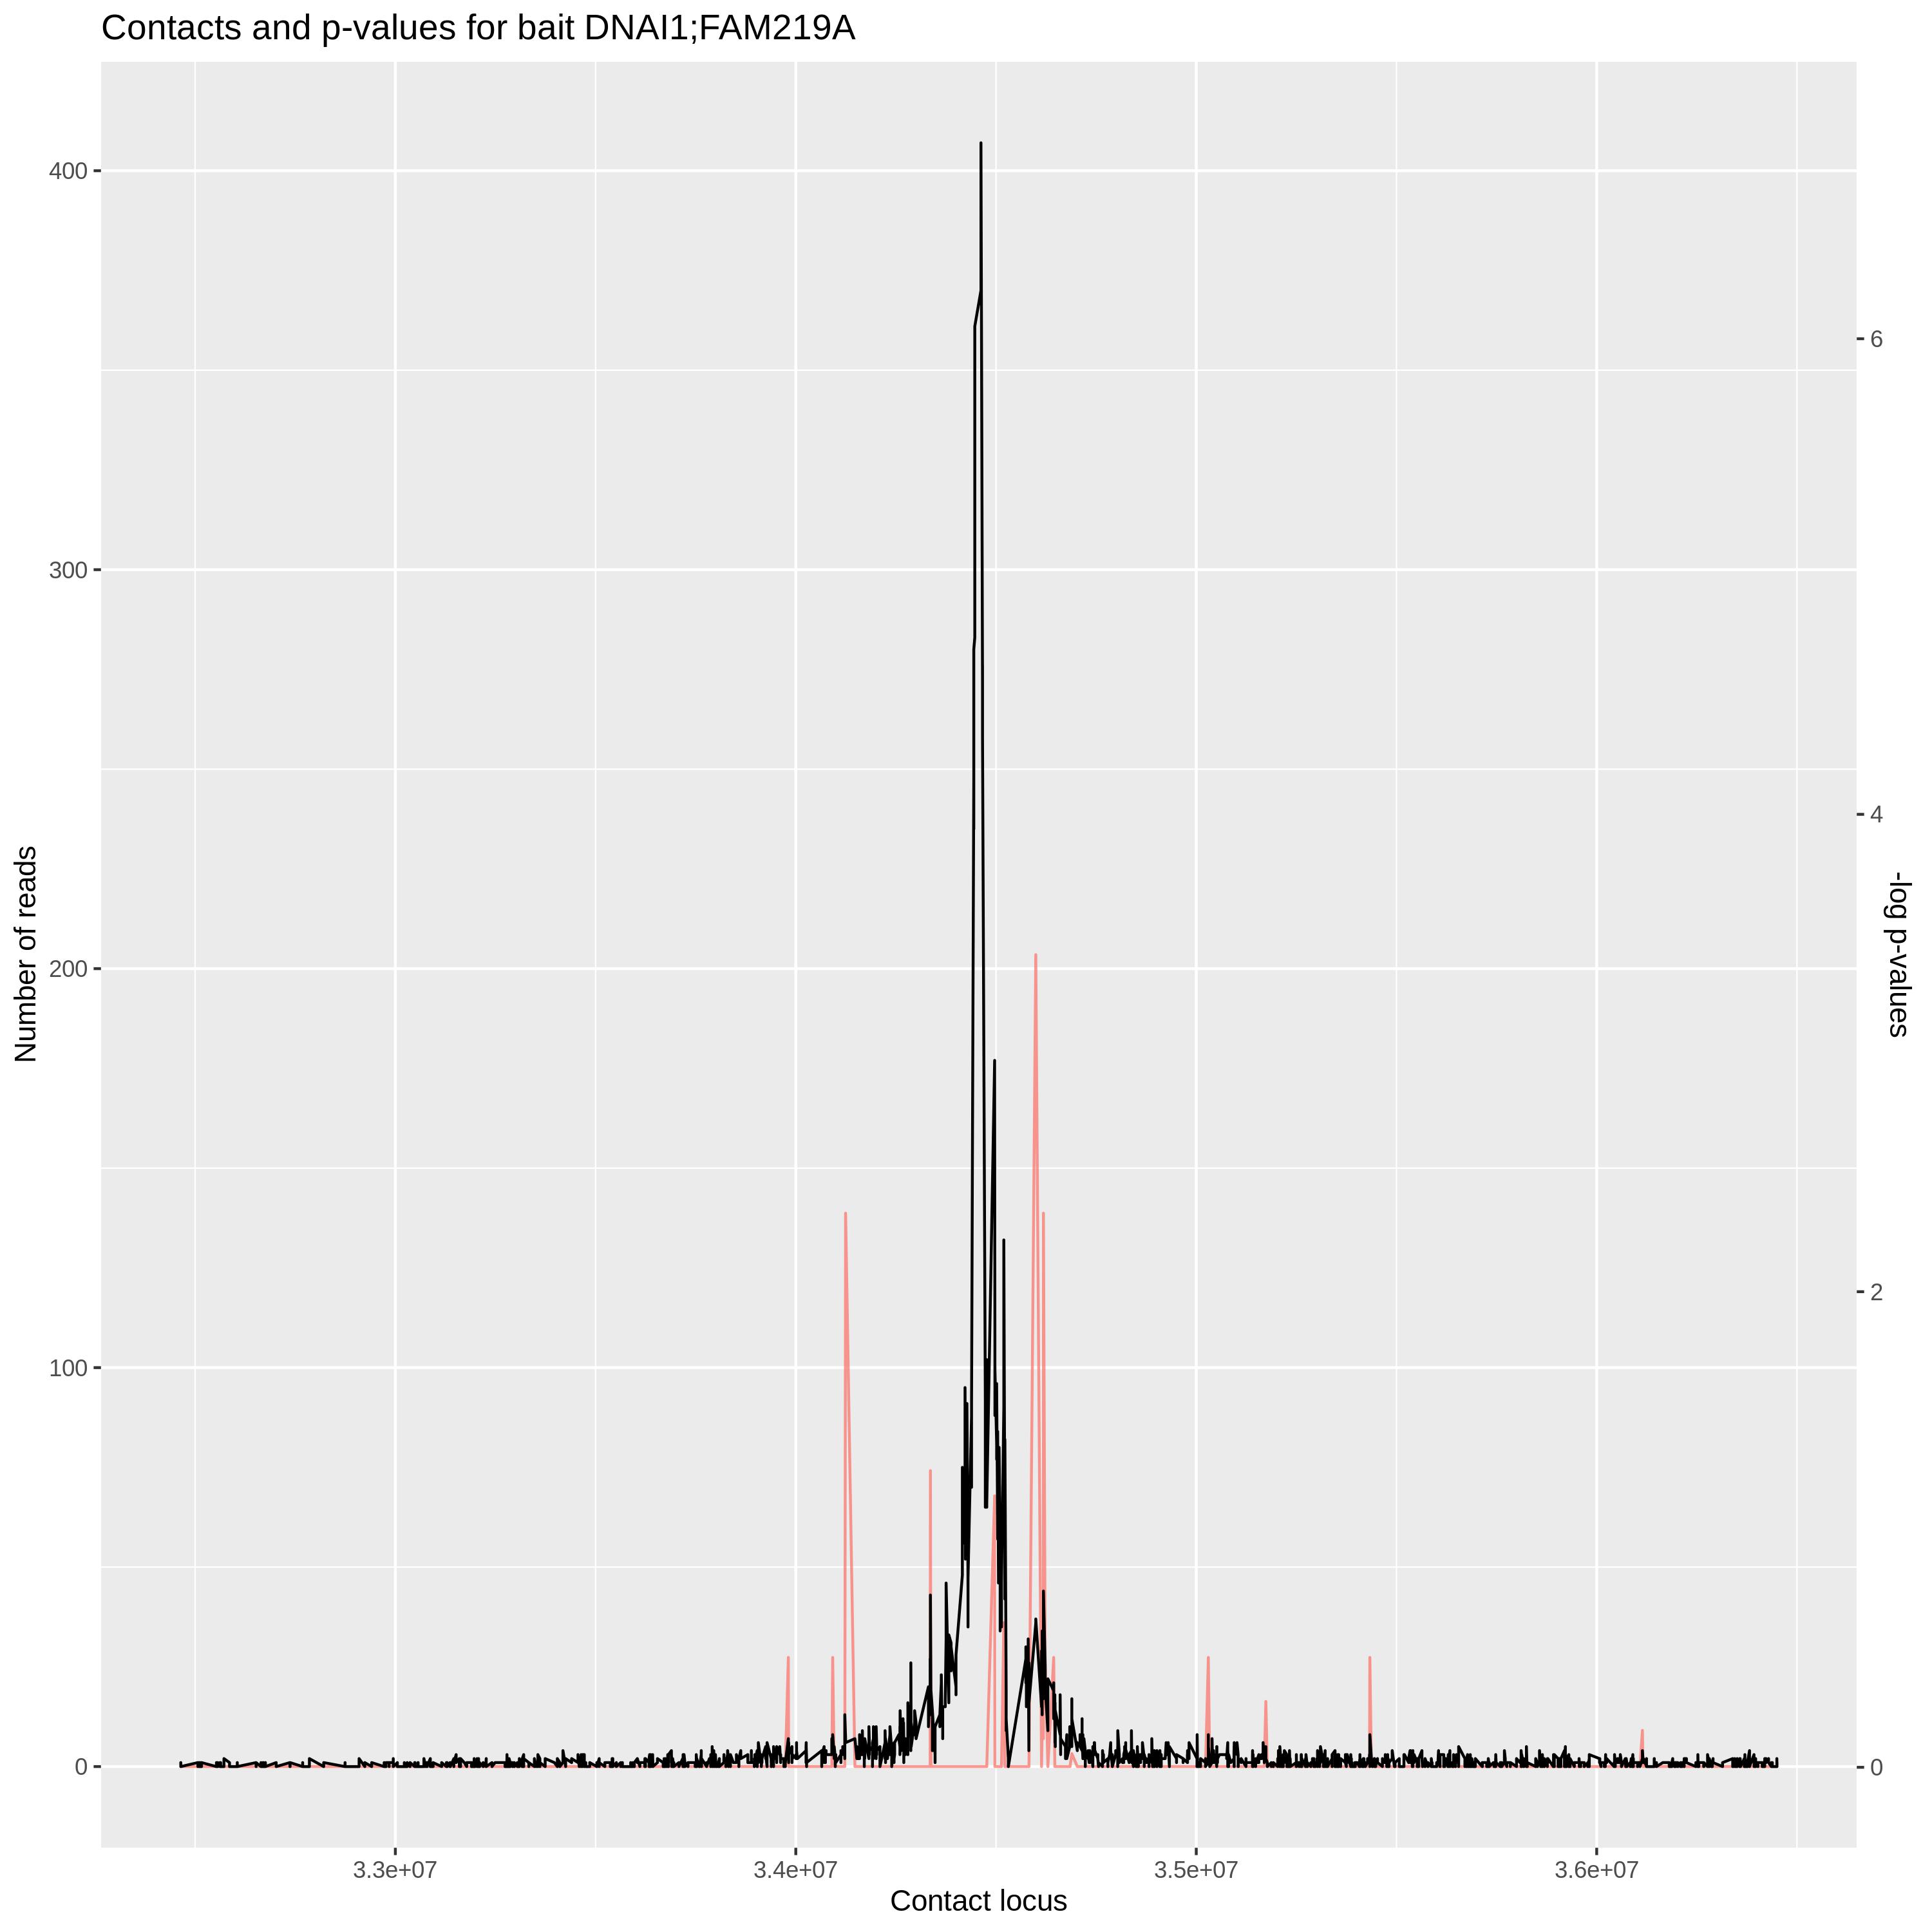 Contacts and p-values for bait DNAI1;FAM219A
400
300
200
100
0
Number of reads
6
4
2
0
-log p-values
3.3e+07
3.4e+07
3.5e+07
3.6e+07
Contact locus